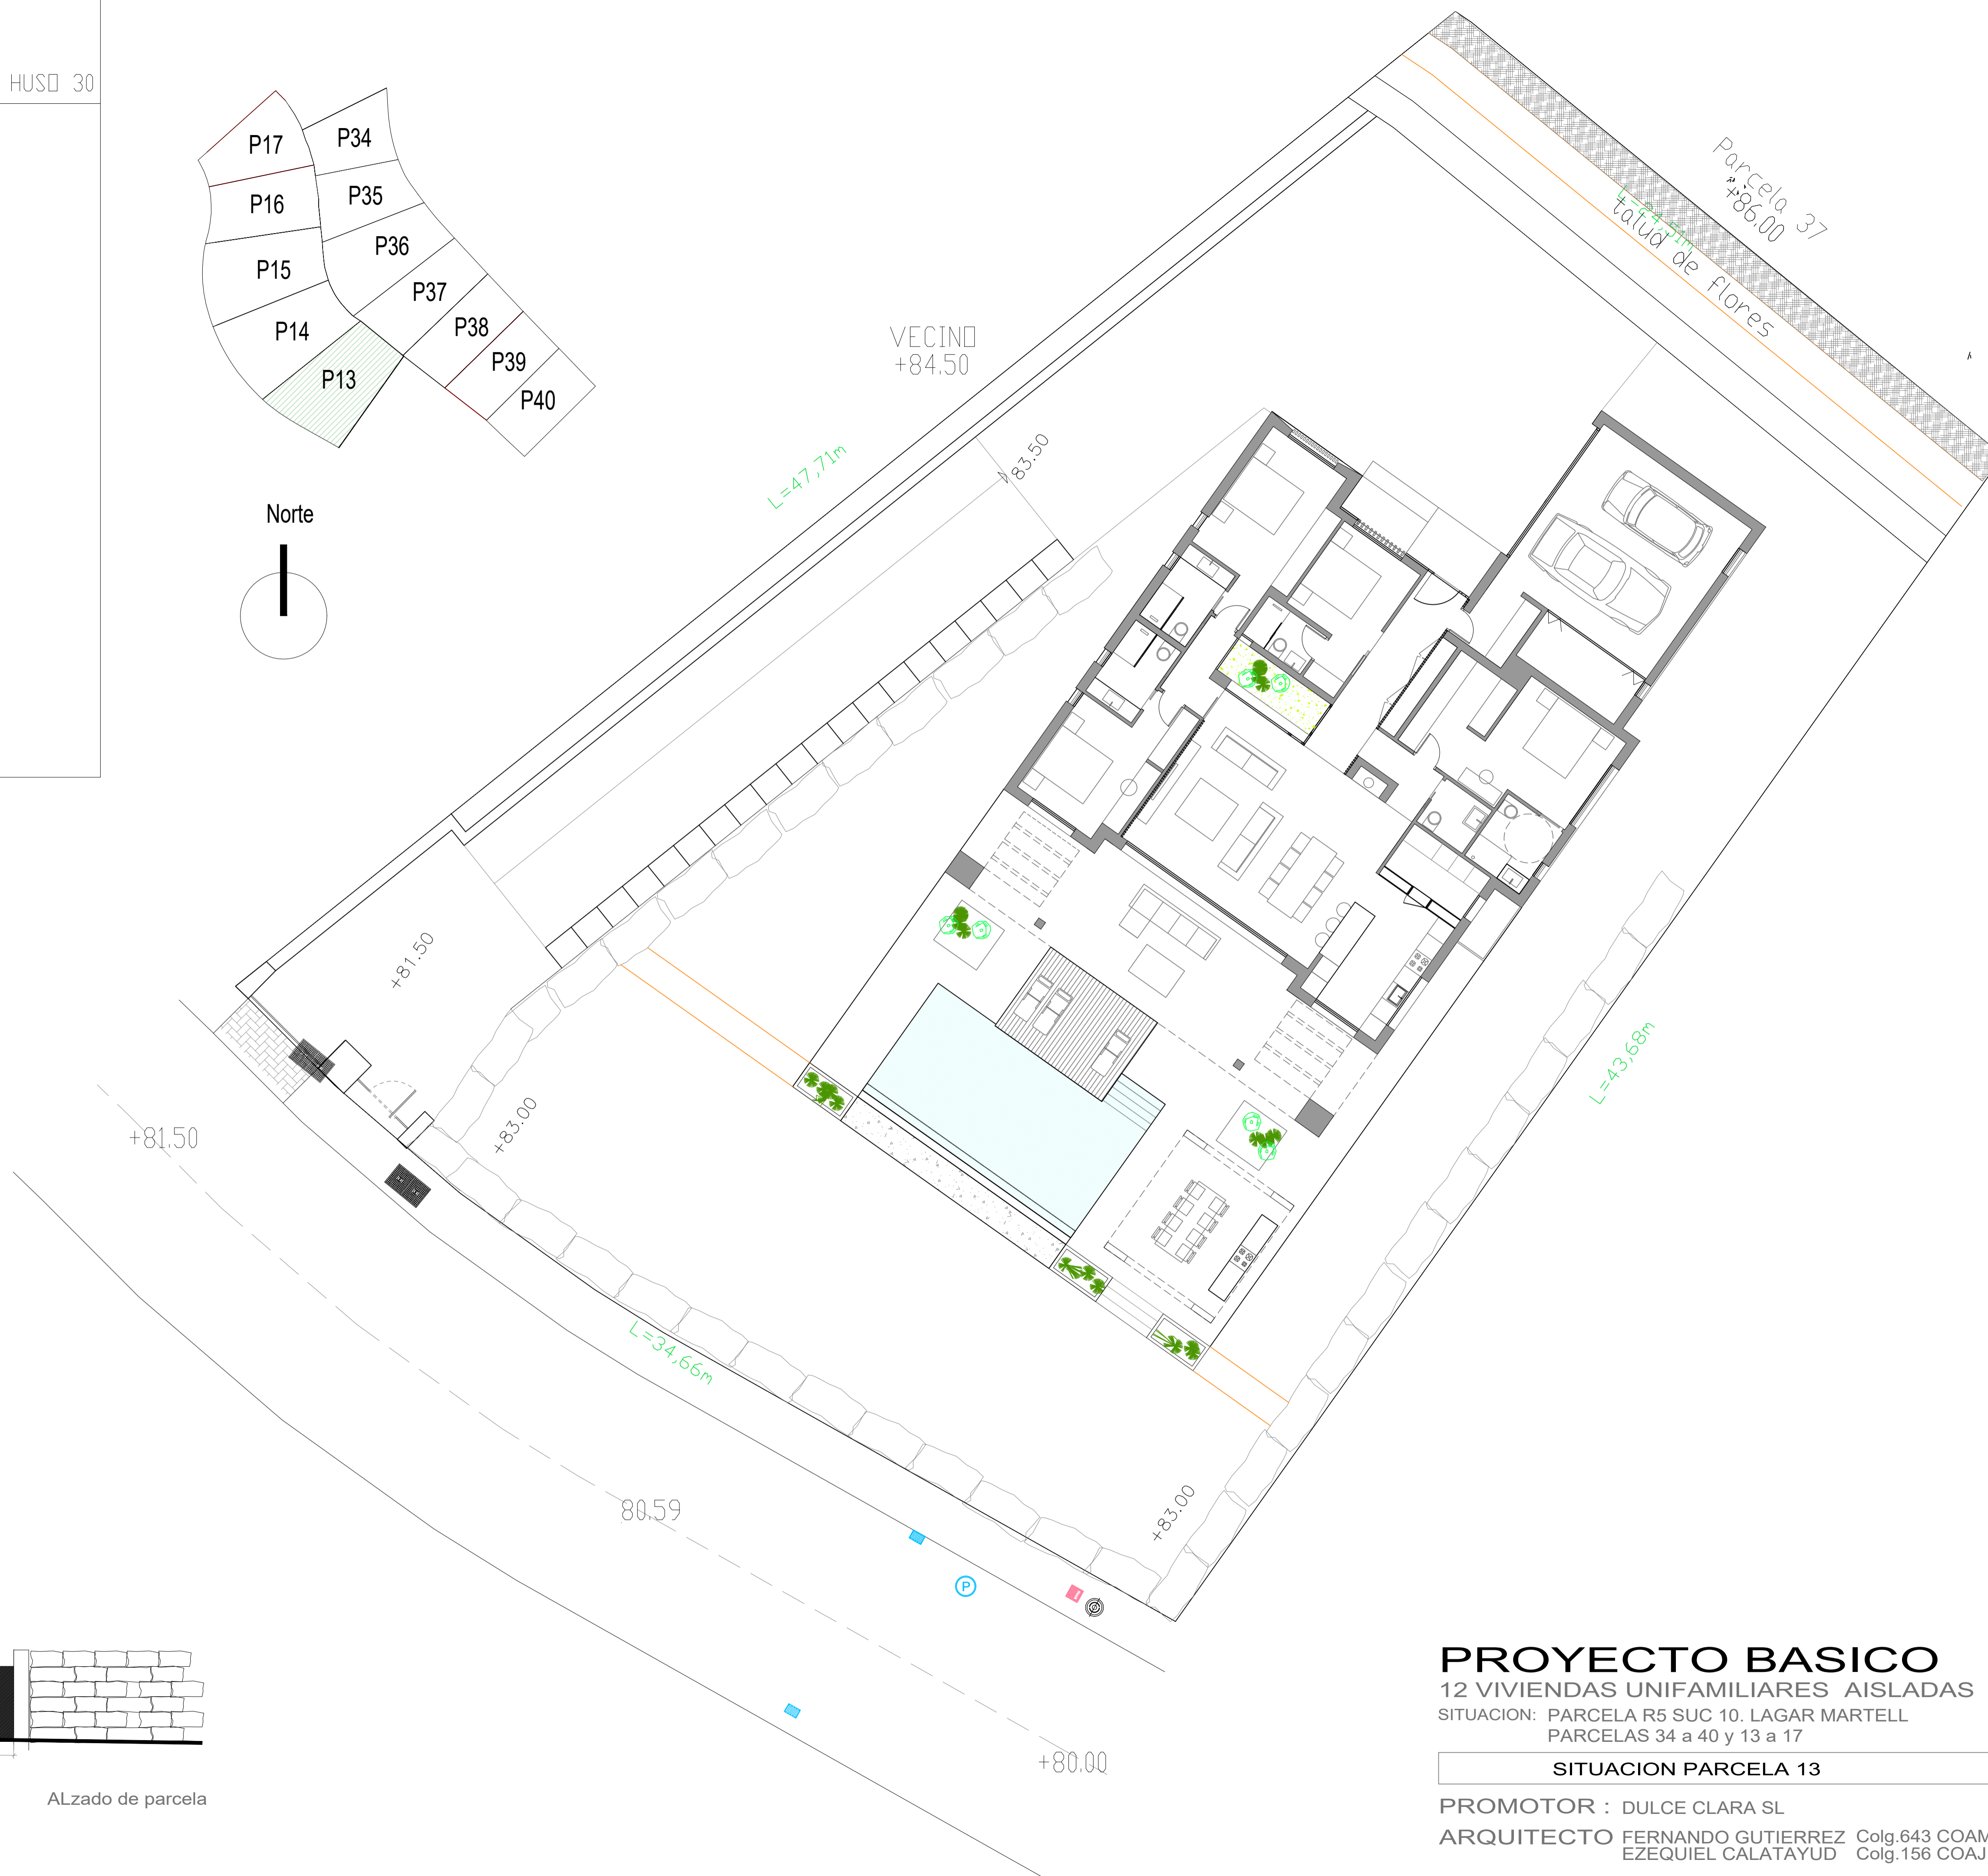 HUSO 30
P17
P34
P16
P35
P15
P36
P14
P37
P13
P38
P39
P40
Norte
VECINO
+84.50
Parcela 37
+86.00
L=24,51m
talud de flores
L=47,71m
83.50
+81.50
+83.00
+81.50
L=43,68m
L=34,66m
80.59
+83.00
P
+80.00
ALzado de parcela
PROYECTO BASICO
12 VIVIENDAS UNIFAMILIARES AISLADAS
SITUACION: PARCELA R5 SUC 10. LAGAR MARTELL
PARCELAS 34 a 40 y 13 a 17
SITUACION PARCELA 13
PROMOTOR : DULCE CLARA SL
ARQUITECTO FERNANDO GUTIERREZ Colg.643 COAM
EZEQUIEL CALATAYUD Colg.156 COAJ